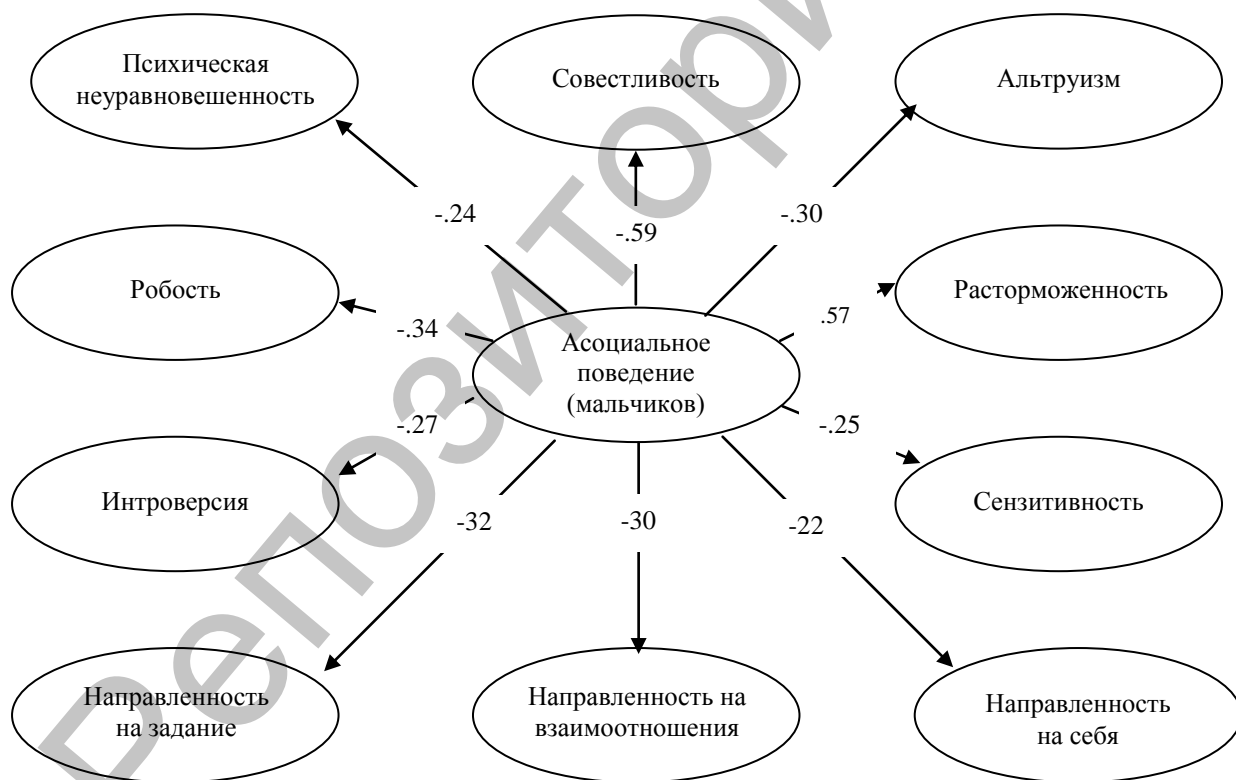 Психическая
неуравновешенность
Совестливость
Альтруизм
-.24
-.59
-.30
Робость
Расторможенность
-.34
.57
Асоциальное
поведение
(мальчиков)
-.27
-.25
Интроверсия
Сензитивность
-32
-30
-22
Направленность
на задание
Направленность на
взаимоотношения
Направленность
на себя
Репозитори